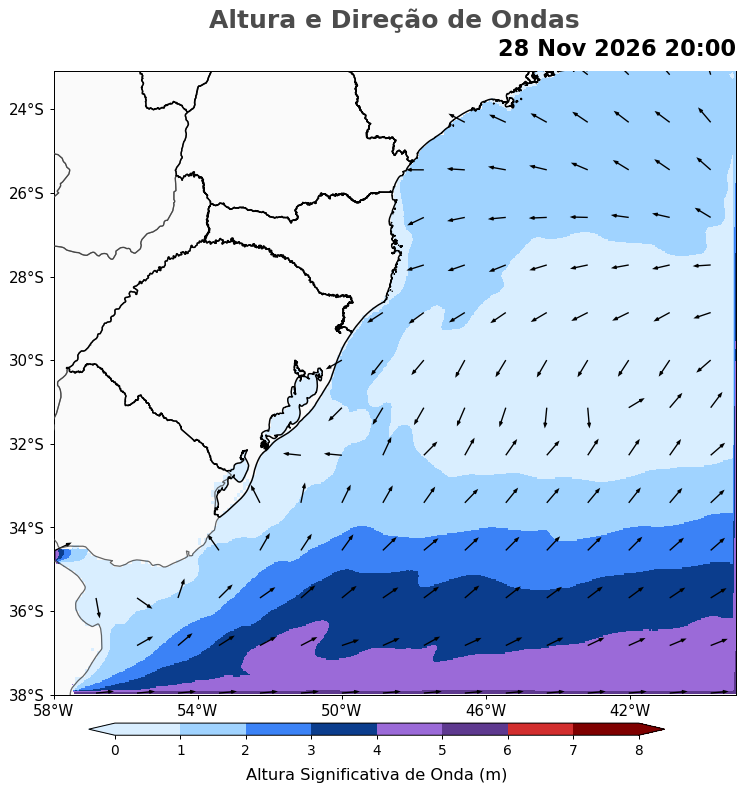 Altura e Direção de Ondas
28 Nov 2026 20:00
24°S
26°S
28°S
30°S
32°S
34°S
36°S
38°S
58°W 54°W 50°W 46°W 42°W
0 1 2 3 4 5 6 7 8
Altura Significativa de Onda (m)